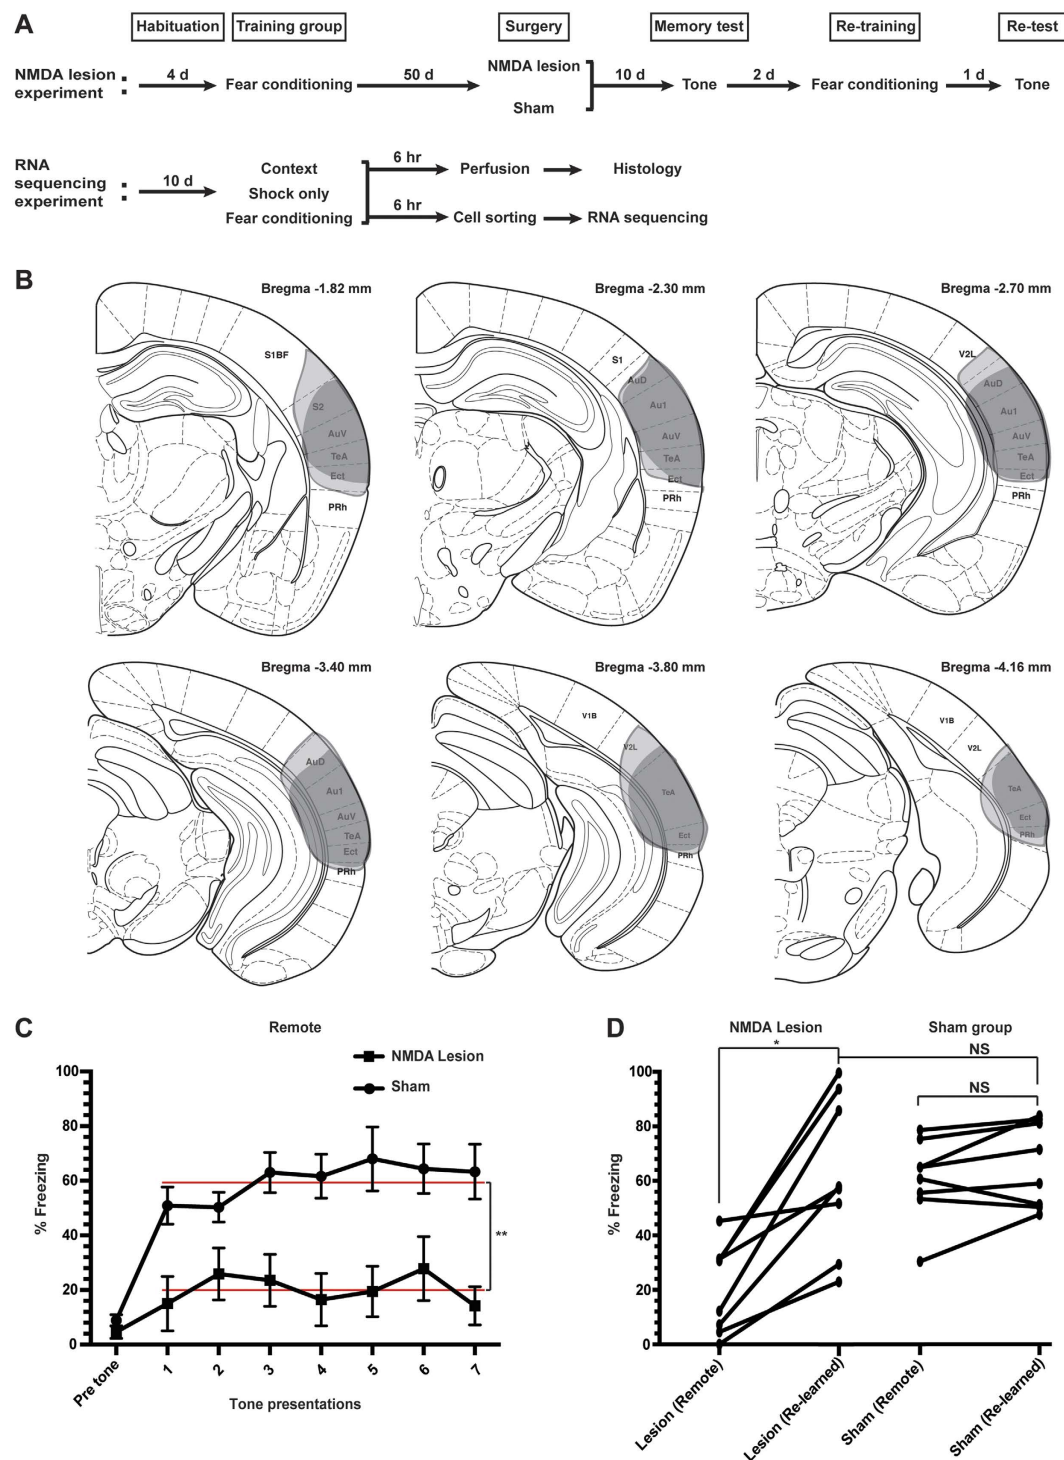 A
Habituation Training group Surgery Memory test Re-training Re-test
NMDA lesion experiment : 4 d Fear conditioning 50 d NMDA lesion Sham 10 d Tone 2 d Fear conditioning 1 d Tone
RNA sequencing experiment : 10 d Context Shock only Fear conditioning
6 hr Perfusion Histology
6 hr Cell sorting RNA sequencing
B
Bregma -1.82 mm
S1BF
S2
AuV
TeA
Ect
PRh
Bregma -2.30 mm
S1
AuD
Au1
AuV
TeA
Ect
PRh
Bregma -2.70 mm
V2L
AuD
Au1
AuV
TeA
Ect
PRh
Bregma -3.40 mm
AuD
Au1
AuV
TeA
Ect
PRh
Bregma -3.80 mm
V1B
V2L
TeA
Ect
PRh
Bregma -4.16 mm
V1B
V2L
TeA
Ect
PRh
C
Remote
NMDA Lesion
Sham
% Freezing
100
80
60
40
20
0
**
Pre tone 1 2 3 4 5 6 7
Tone presentations
D
NMDA Lesion Sham group
* NS
NS
% Freezing
100
80
60
40
20
0
Lesion (Remote)
Lesion (Re-learned)
Sham (Remote)
Sham (Re-learned)